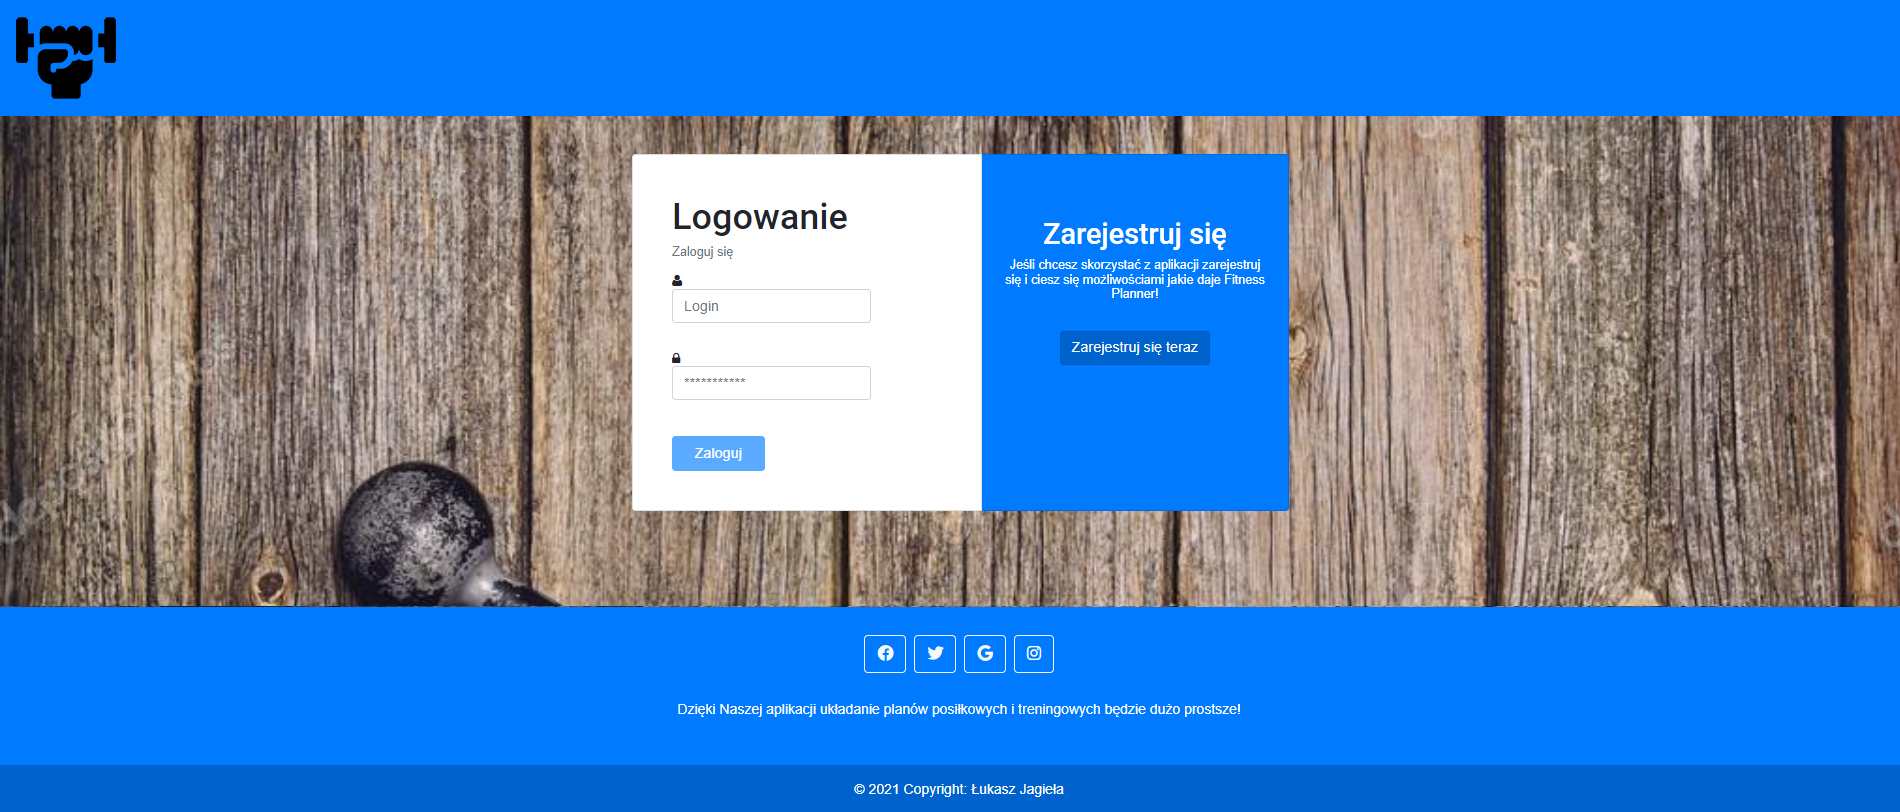 Logowanie
Zaloguj się
Login
***********
Zaloguj
Zarejestruj się
Jeśli chcesz skorzystać z aplikacji zarejestruj
się i ciesz się możliwościami jakie daje Fitness
Planner!
Zarejestruj się teraz
Dzięki Naszej aplikacji układanie planów posiłkowych i treningowych będzie dużo prostsze!
© 2021 Copyright: Łukasz Jagieła